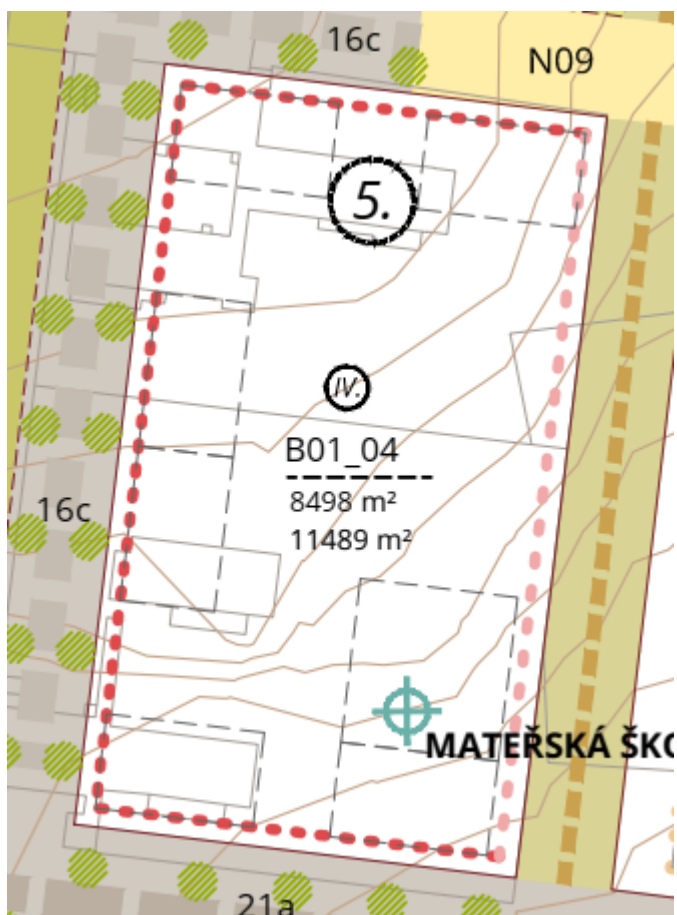 16c
N09
5.
IV.
B01_04
8498 m²
11489 m²
16c
MATEŘSKÁ ŠKO
21a